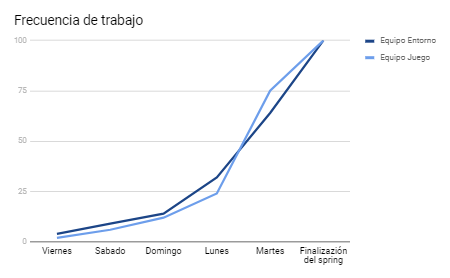 Frecuencia de trabajo
100
75
50
25
0
Viernes
Sabado
Domingo
Lunes
Martes
Finalización
del spring
Equipo Entorno
Equipo Juego